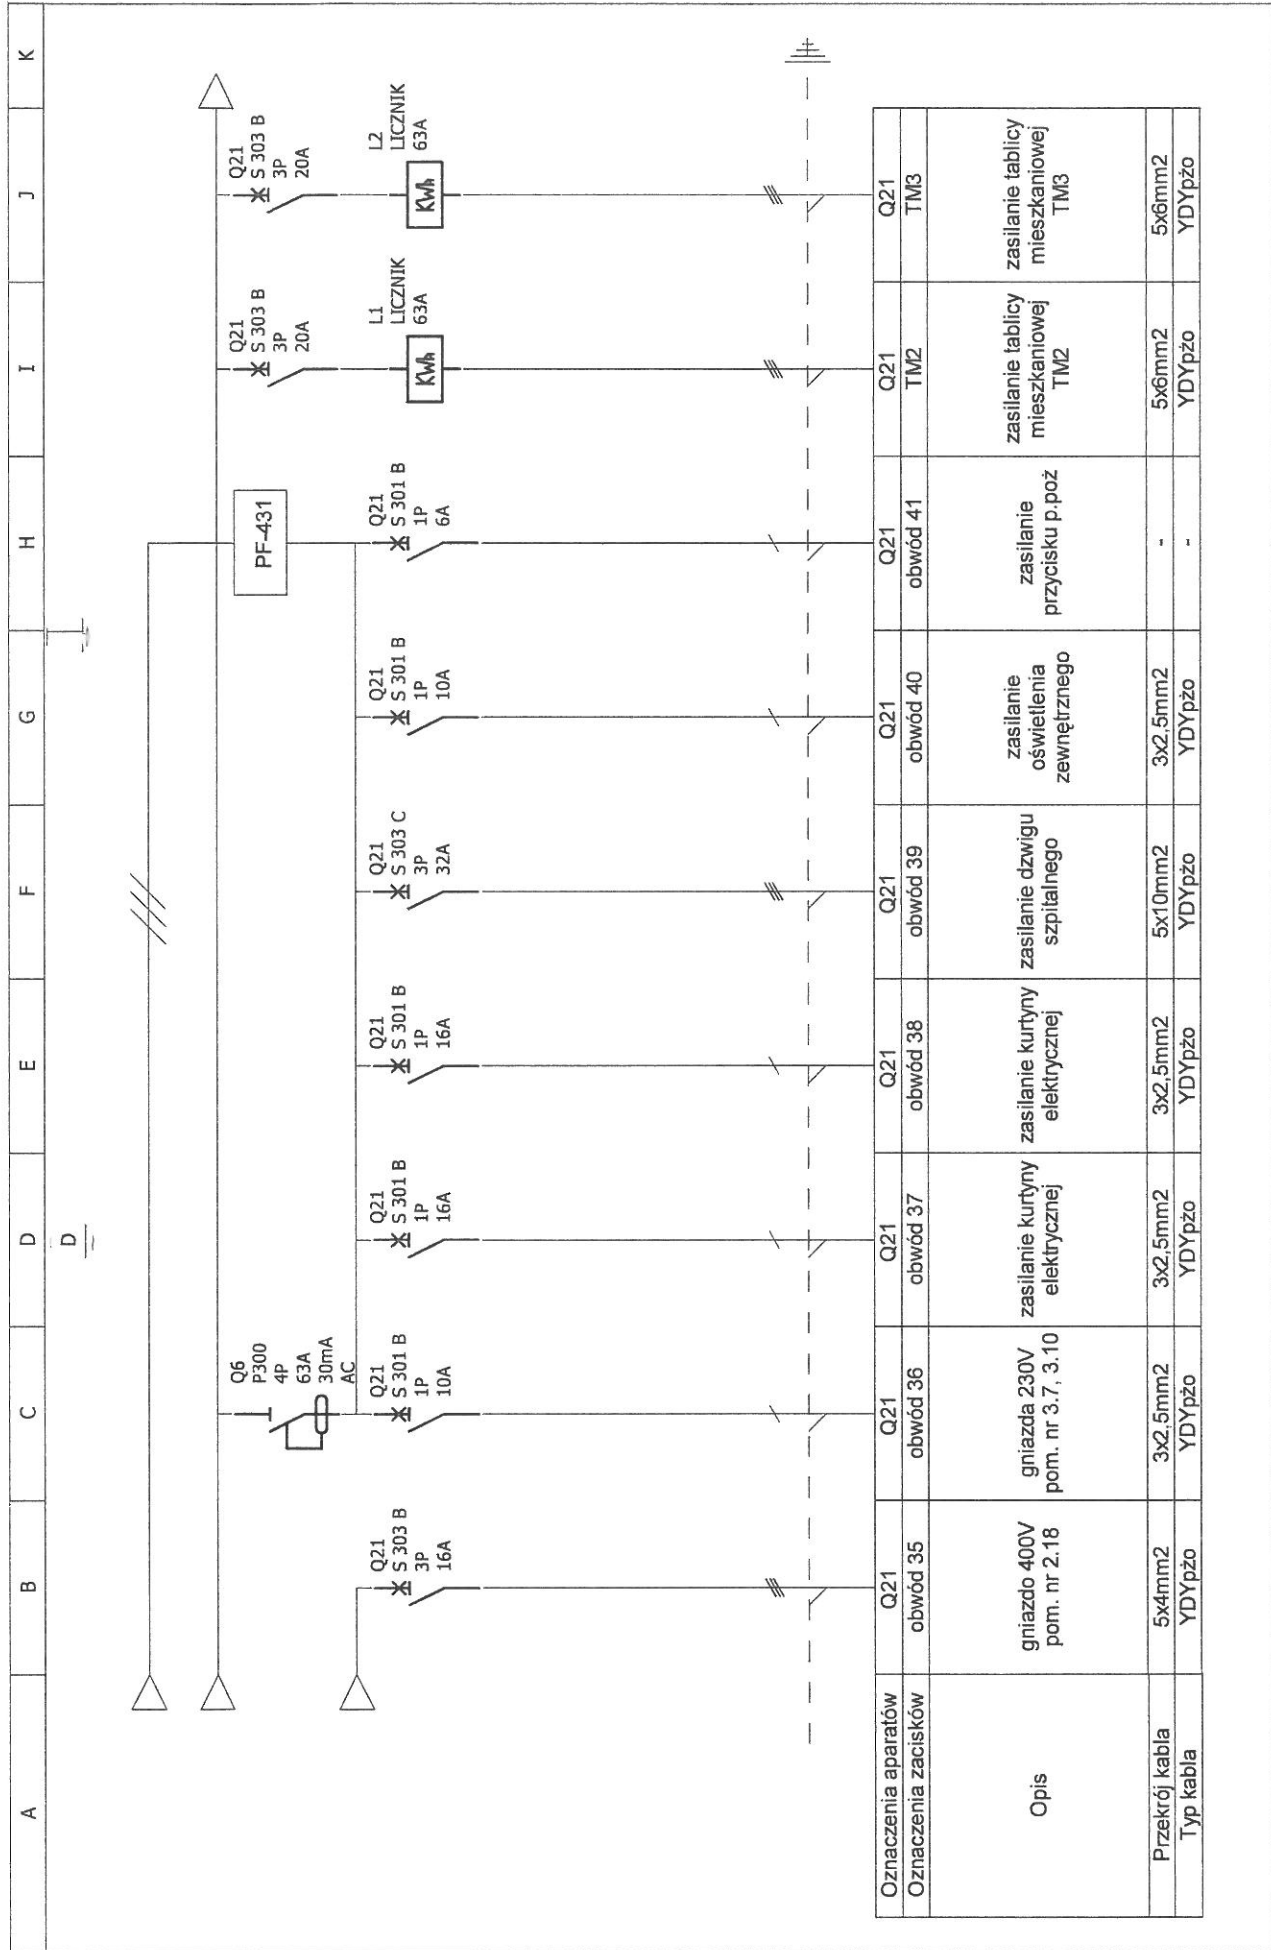 A B C D E F G H I J K
D
Q6
P300
4P
63A
30mA
AC
PF-431
Q21
S 303 B
3P
20A
Q21
S 303 B
3P
20A
Q21
S 303 B
3P
16A
Q21
S 301 B
1P
10A
Q21
S 301 B
1P
16A
Q21
S 301 B
1P
16A
Q21
S 303 C
3P
32A
Q21
S 301 B
1P
10A
Q21
S 301 B
1P
6A
L1
LICZNIK
63A
KWh
L2
LICZNIK
63A
KWh
Oznaczenia aparatów Q21 Q21 Q21 Q21 Q21 Q21 Q21 Q21 Q21
Oznaczenia zacisków obwód 35 obwód 36 obwód 37 obwód 38 obwód 39 obwód 40 obwód 41 TM2 TM3
Opis
gniazdo 400V
pom. nr 2.18
gniazda 230V
pom. nr 3.7, 3.10
zasilanie kurtyny
elektrycznej
zasilanie kurtyny
elektrycznej
zasilanie dzwigu
szpitalnego
zasilanie
oświetlenia
zewnętrznego
zasilanie
przycisku p.poż
zasilanie tablicy
mieszkaniowej
TM2
zasilanie tablicy
mieszkaniowej
TM3
Przekrój kabla 5x4mm2 3x2,5mm2 3x2,5mm2 3x2,5mm2 5x10mm2 3x2,5mm2 - 5x6mm2 5x6mm2
Typ kabla YDYpżo YDYpżo YDYpżo YDYpżo YDYpżo YDYpżo - YDYpżo YDYpżo